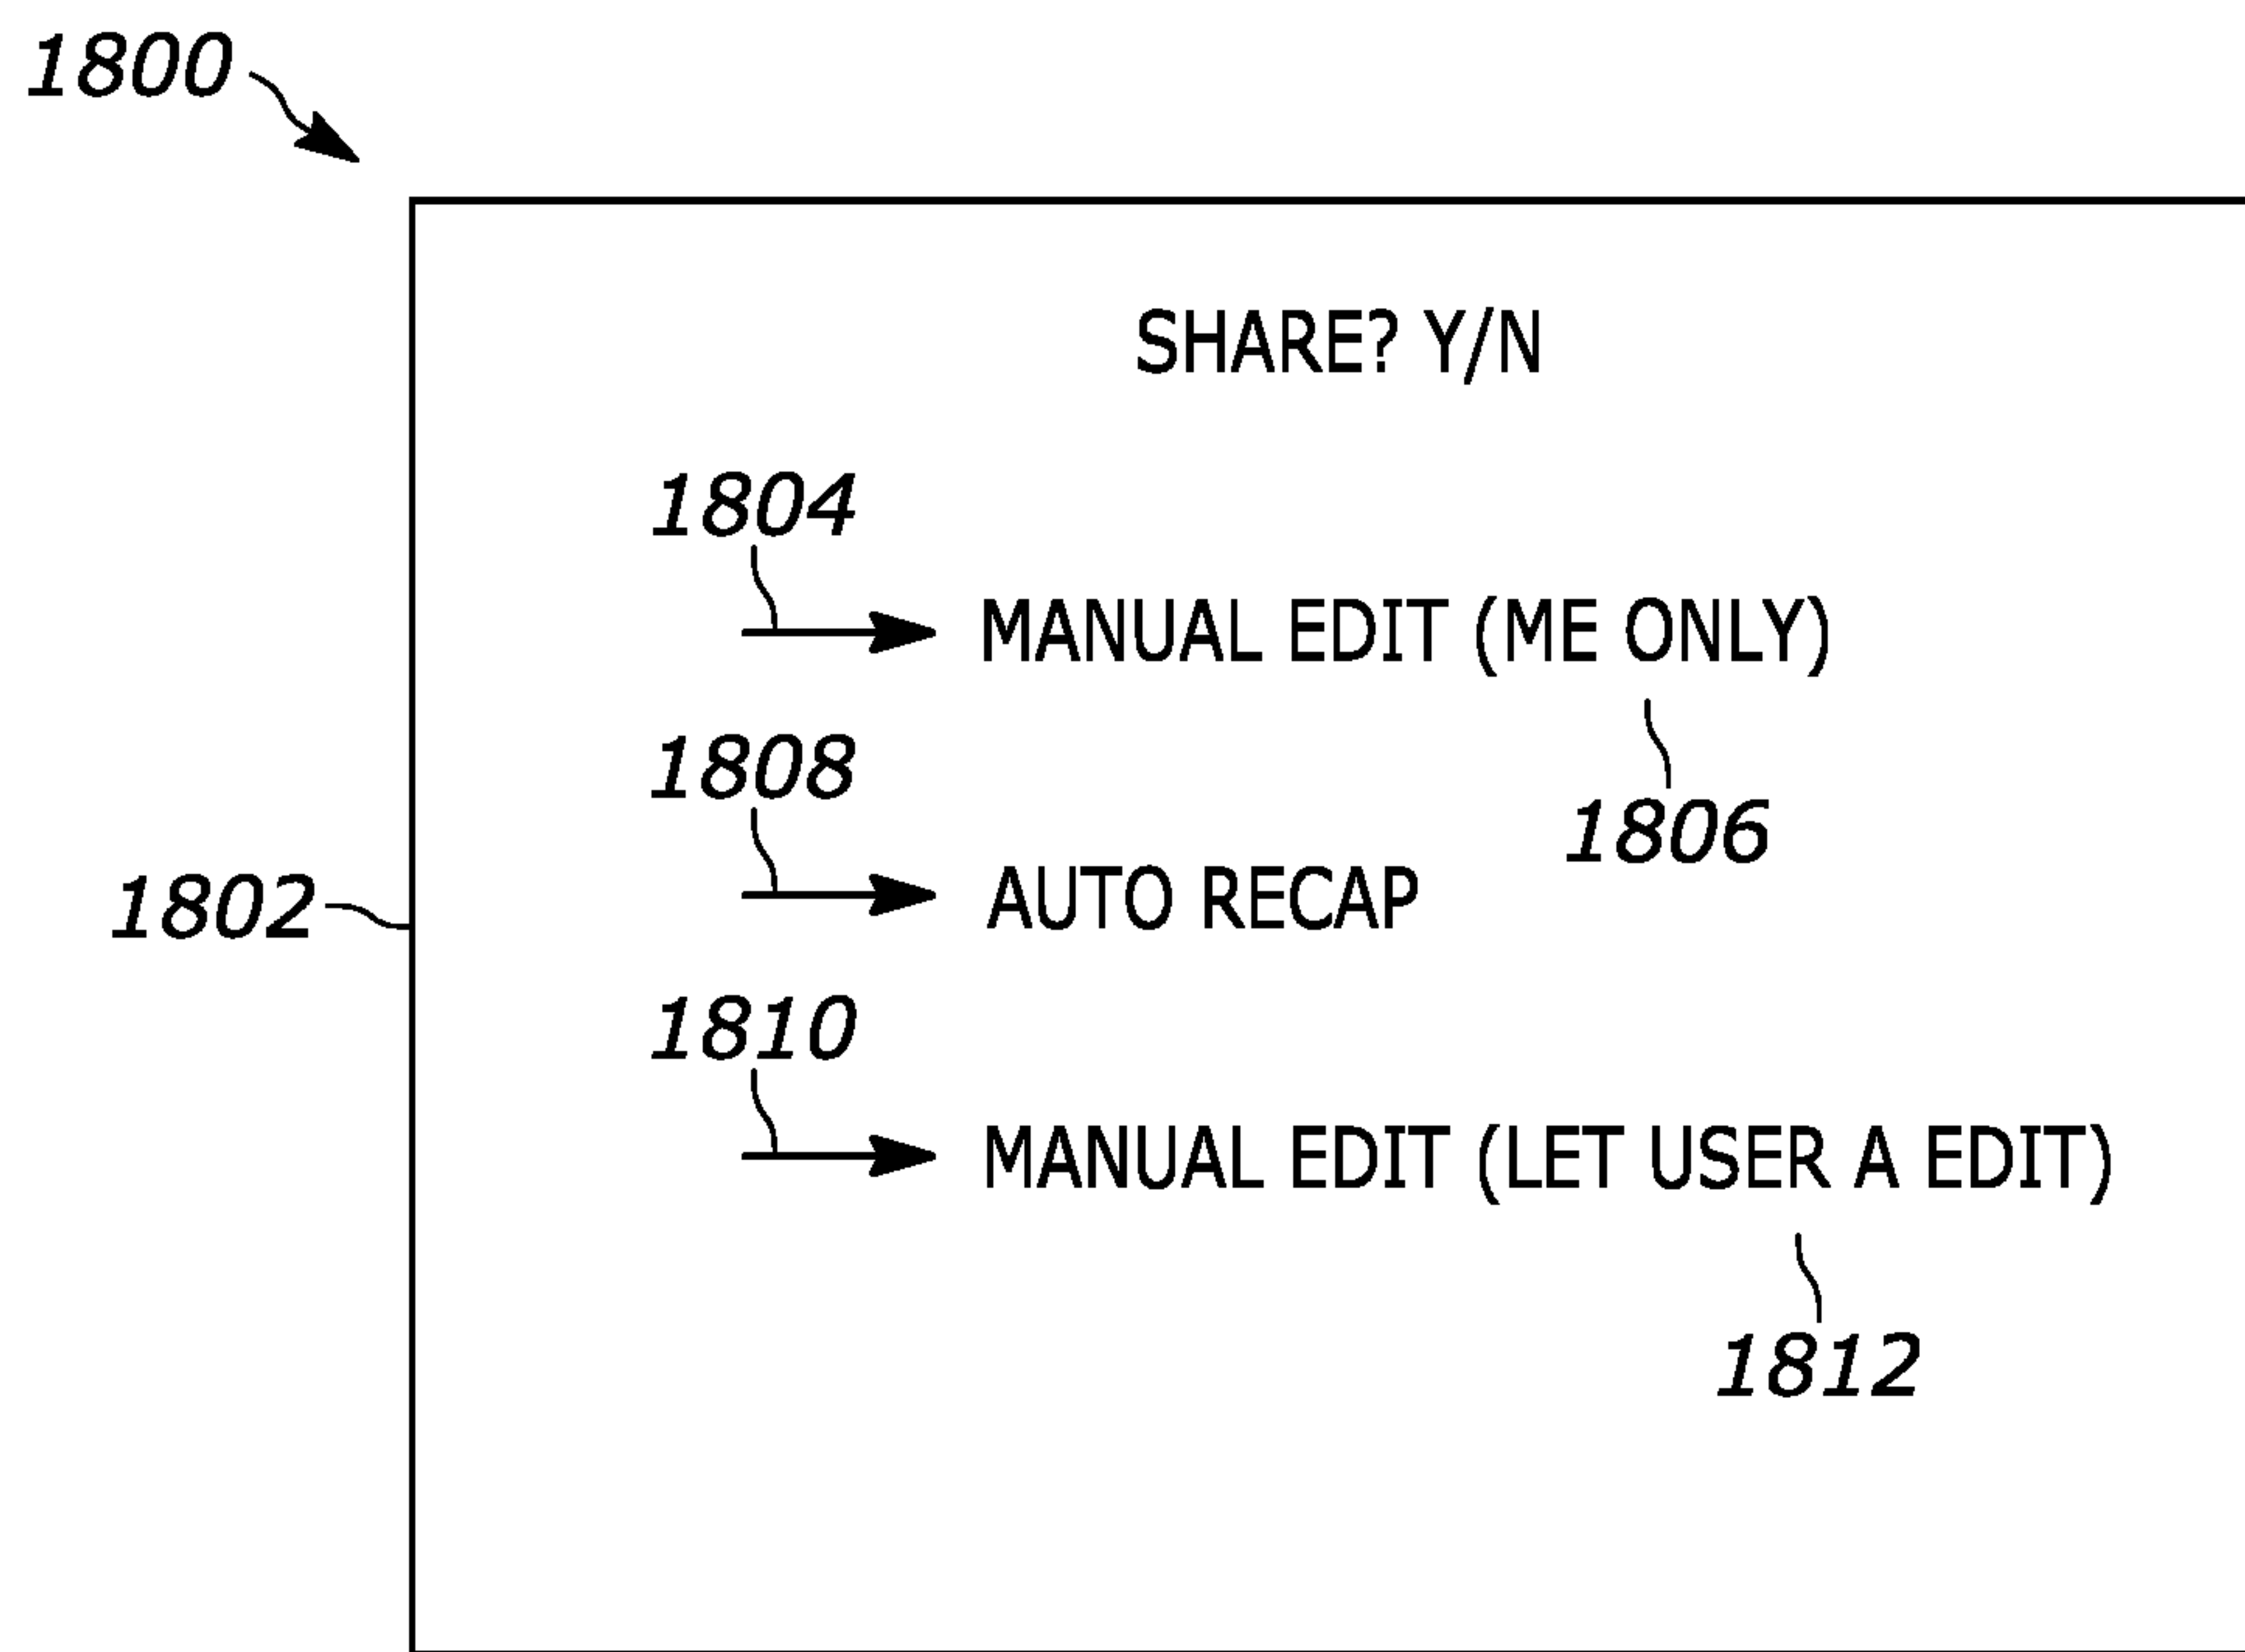 1800
SHARE? Y/N
1804
MANUAL EDIT (ME ONLY)
1808
1806
AUTO RECAP
1802
1810
MANUAL EDIT (LET USER A EDIT)
1812